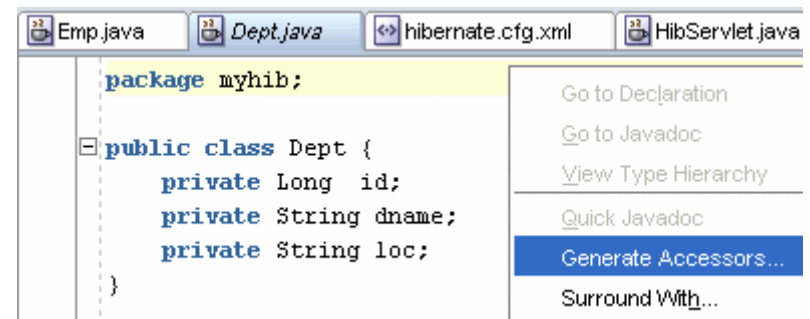 Emp.java Dept.java hibernate.cfg.xml HibServlet.java
package myhib;
public class Dept {
private Long id;
private String dname;
private String loc;
}
Go to Declaration
Go to Javadoc
View Type Hierarchy
Quick Javadoc
Generate Accessors...
Surround With...